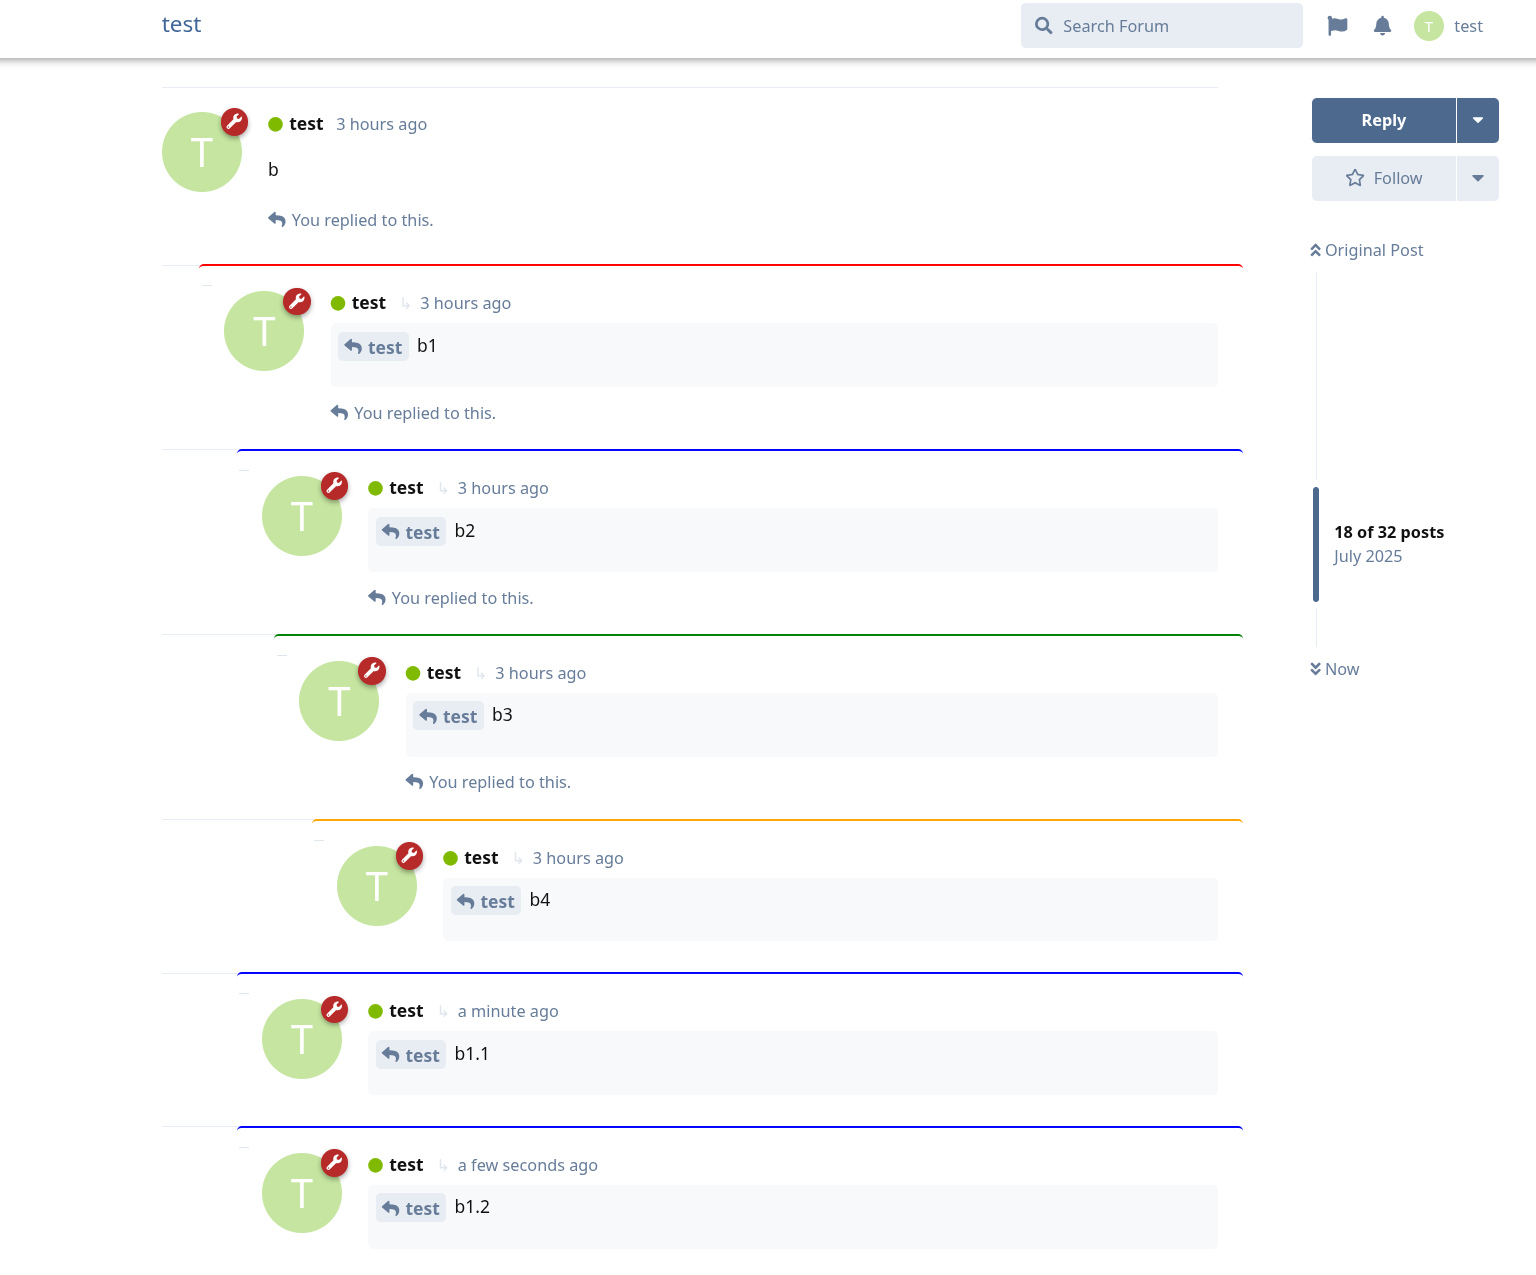 test
Search Forum
T test
T
test 3 hours ago
b
You replied to this.
T
test 3 hours ago
test b1
You replied to this.
T
test 3 hours ago
test b2
You replied to this.
T
test 3 hours ago
test b3
You replied to this.
T
test 3 hours ago
test b4
T
test a minute ago
test b1.1
T
test a few seconds ago
test b1.2
Reply
Follow
Original Post
18 of 32 posts
July 2025
Now